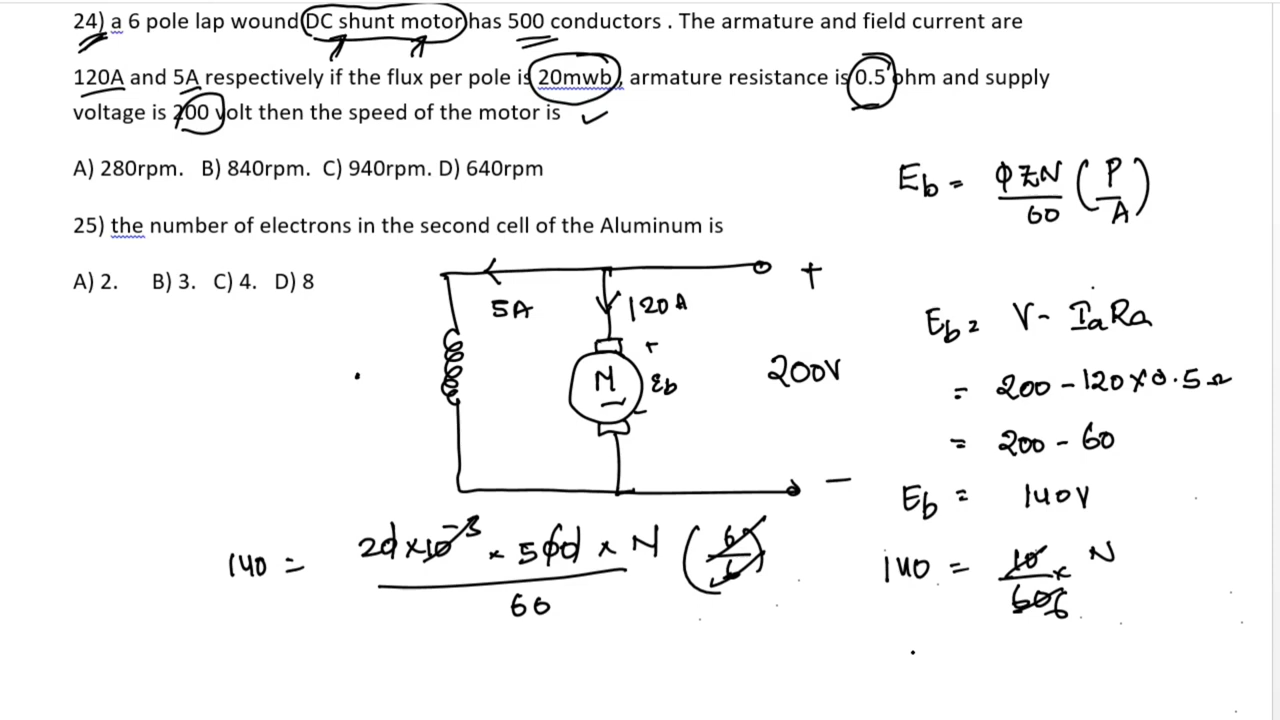 24) a 6 pole lap wound DC shunt motor has 500 conductors . The armature and field current are
120A and 5A respectively if the flux per pole is 20mwb, armature resistance is 0.5 ohm and supply
voltage is 200 volt then the speed of the motor is
A) 280rpm. B) 840rpm. C) 940rpm. D) 640rpm
25) the number of electrons in the second cell of the Aluminum is
A) 2. B) 3. C) 4. D) 8
Eb = φZN/60 (P/A)
5A
120A
+
M
+
Eb
-
200V
-
Eb = V - IaRa
= 200 - 120 x 0.5 Ω
= 200 - 60
Eb = 140V
140 = 20 x 10^-3 x 500 x N/60 (6/6)
140 = 10/606 x N